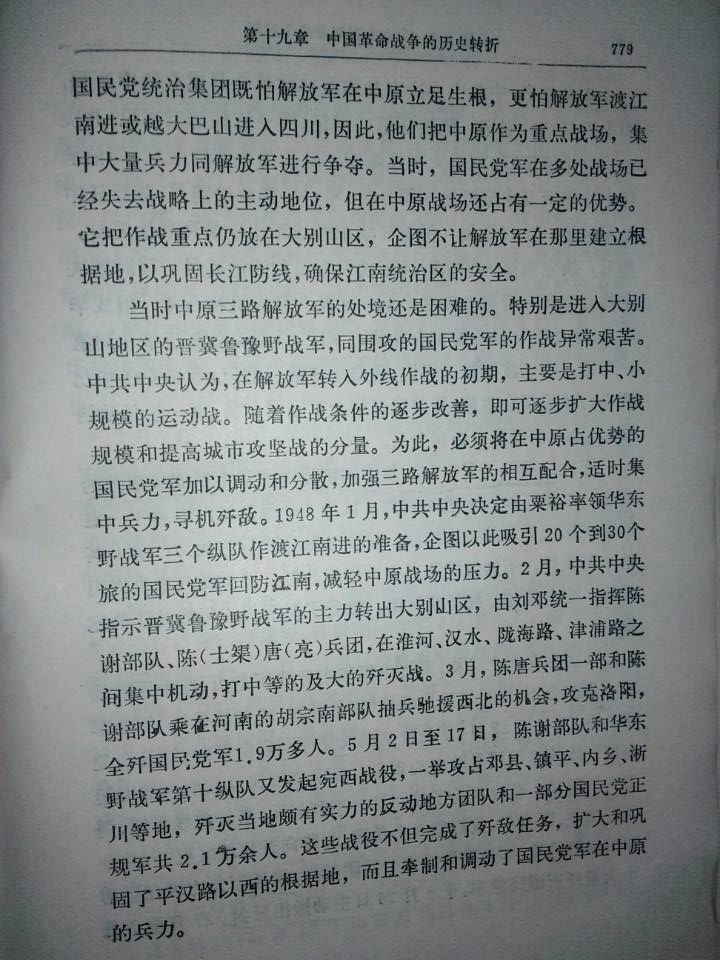 第十九章 中国革命战争的历史转折 779
国民党统治集团既怕解放军在中原立足生根，更怕解放军渡江
南进或越大巴山进入四川，因此，他们把中原作为重点战场，集
中大量兵力同解放军进行争夺。当时，国民党军在多处战场已
经失去战略上的主动地位，但在中原战场还占有一定的优势。
它把作战重点仍放在大别山区，企图不让解放军在那里建立根
据地，以巩固长江防线，确保江南统治区的安全。
当时中原三路解放军的处境还是困难的。特别是进入大别
山地区的晋冀鲁豫野战军，同围攻的国民党军的作战异常艰苦。
中共中央认为，在解放军转入外线作战的初期，主要是打中、小
规模的运动战。随着作战条件的逐步改善，即可逐步扩大作战
规模和提高城市攻坚战的分量。为此，必须将在中原占优势的
国民党军加以调动和分散，加强三路解放军的相互配合，适时集
中兵力，寻机歼敌。1948年1月，中共中央决定由粟裕率领华东
野战军三个纵队作渡江南进的准备，企图以此吸引20个到30个
旅的国民党军回防江南，减轻中原战场的压力。2月，中共中央
指示晋冀鲁豫野战军的主力转出大别山区，由刘邓统一指挥陈
谢部队、陈（士榘）唐（亮）兵团，在淮河、汉水、陇海路、津浦路之
间集中机动，打中等的及大的歼灭战。3月，陈唐兵团一部和陈
谢部队乘在河南的胡宗南部队抽兵驰援西北的机会，攻克洛阳，
全歼国民党军1.9万多人。5月2日至17日，陈谢部队和华东
野战军第十纵队又发起宛西战役，一举攻占邓县、镇平、内乡、淅
川等地，歼灭当地颇有实力的反动地方团队和一部分国民党正
规军共2.1万余人。这些战役不但完成了歼敌任务，扩大和巩
固了平汉路以西的根据地，而且牵制和调动了国民党军在中原
的兵力。